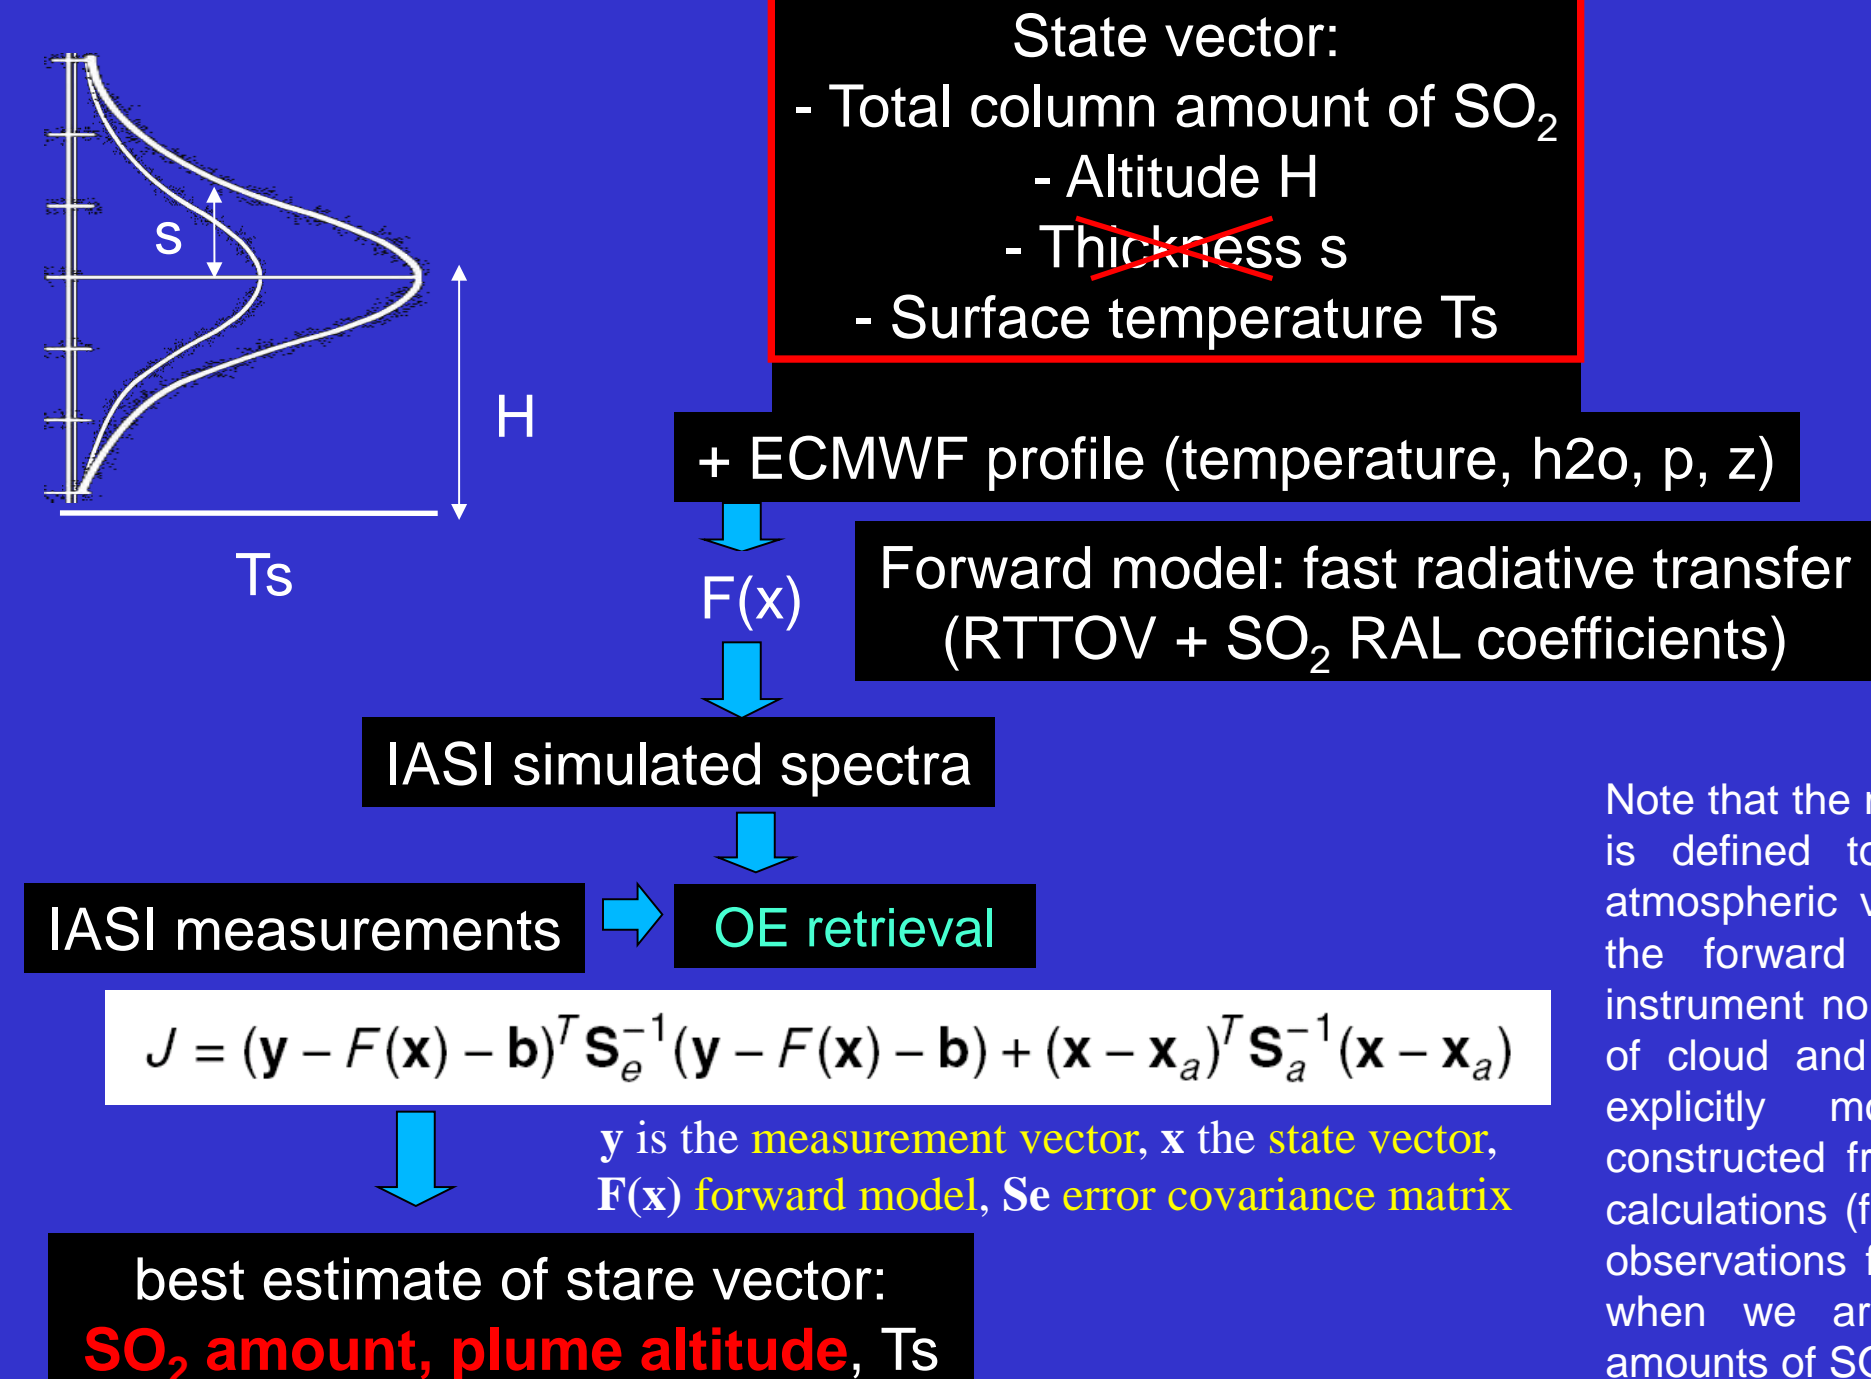 State vector:
- Total column amount of SO₂
- Altitude H
- Thickness s
- Surface temperature Ts
s
H
Ts
+ ECMWF profile (temperature, h2o, p, z)
F(x)
Forward model: fast radiative transfer
(RTTOV + SO₂ RAL coefficients)
IASI simulated spectra
IASI measurements
OE retrieval
J = (y – F(x) – b)ᵀ Sₑ⁻¹ (y – F(x) – b) + (x – xₐ)ᵀ Sₐ⁻¹ (x – xₐ)
y is the measurement vector, x the state vector,
F(x) forward model, Se error covariance matrix
best estimate of stare vector:
SO₂ amount, plume altitude, Ts
Note that the
is defined
atmospheric
the forward
instrument
of cloud and
explicitly
constructed
calculations
observations
when we
amounts of